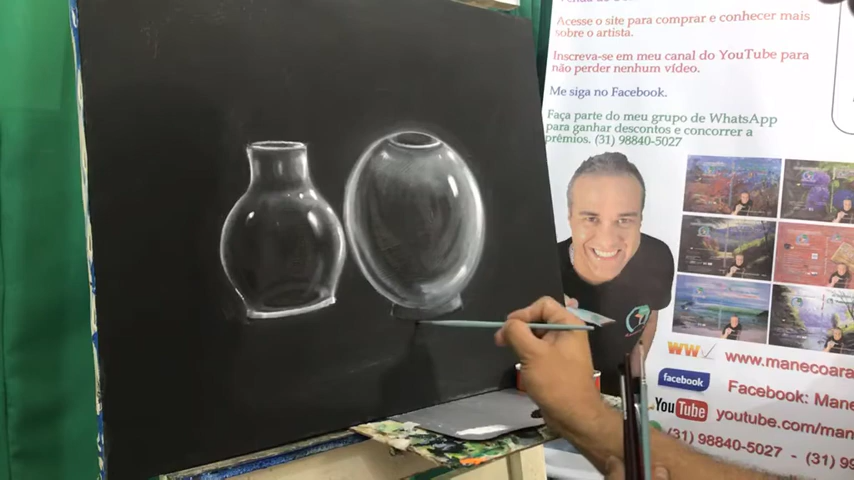 Acesse o site para comprar e conhecer mais
sobre o artista.
Inscreva-se em meu canal do YouTube para
não perder nenhum vídeo.
Me siga no Facebook.
Faça parte do meu grupo de WhatsApp
para ganhar descontos e concorrer a
prêmios. (31) 98840-5027
www.manecoara
facebook
Facebook: Mane
YouTube
youtube.com/man
(31) 98840-5027 - (31) 9